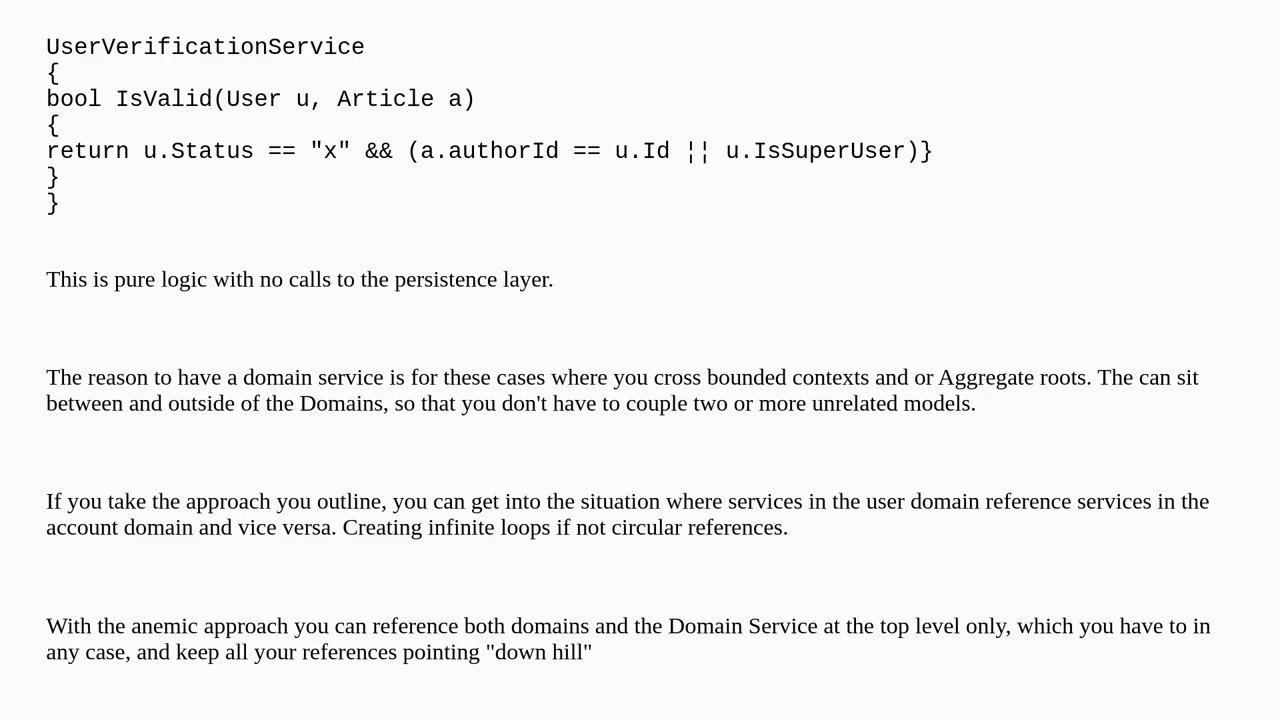 UserVerificationService
{
bool IsValid(User u, Article a)
{
return u.Status == "x" && (a.authorId == u.Id ¦¦ u.IsSuperUser)}
}
}
This is pure logic with no calls to the persistence layer.
The reason to have a domain service is for these cases where you cross bounded contexts and or Aggregate roots. The can sit
between and outside of the Domains, so that you don't have to couple two or more unrelated models.
If you take the approach you outline, you can get into the situation where services in the user domain reference services in the
account domain and vice versa. Creating infinite loops if not circular references.
With the anemic approach you can reference both domains and the Domain Service at the top level only, which you have to in
any case, and keep all your references pointing "down hill"